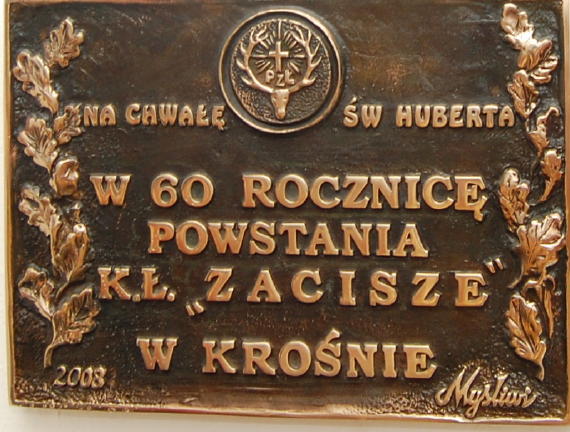 PZŁ
NA CHWAŁĘ ŚW HUBERTA
W 60 ROCZNICĘ
POWSTANIA
K.Ł. „ZACISZE"
W KROŚNIE
2008 Myśliwi